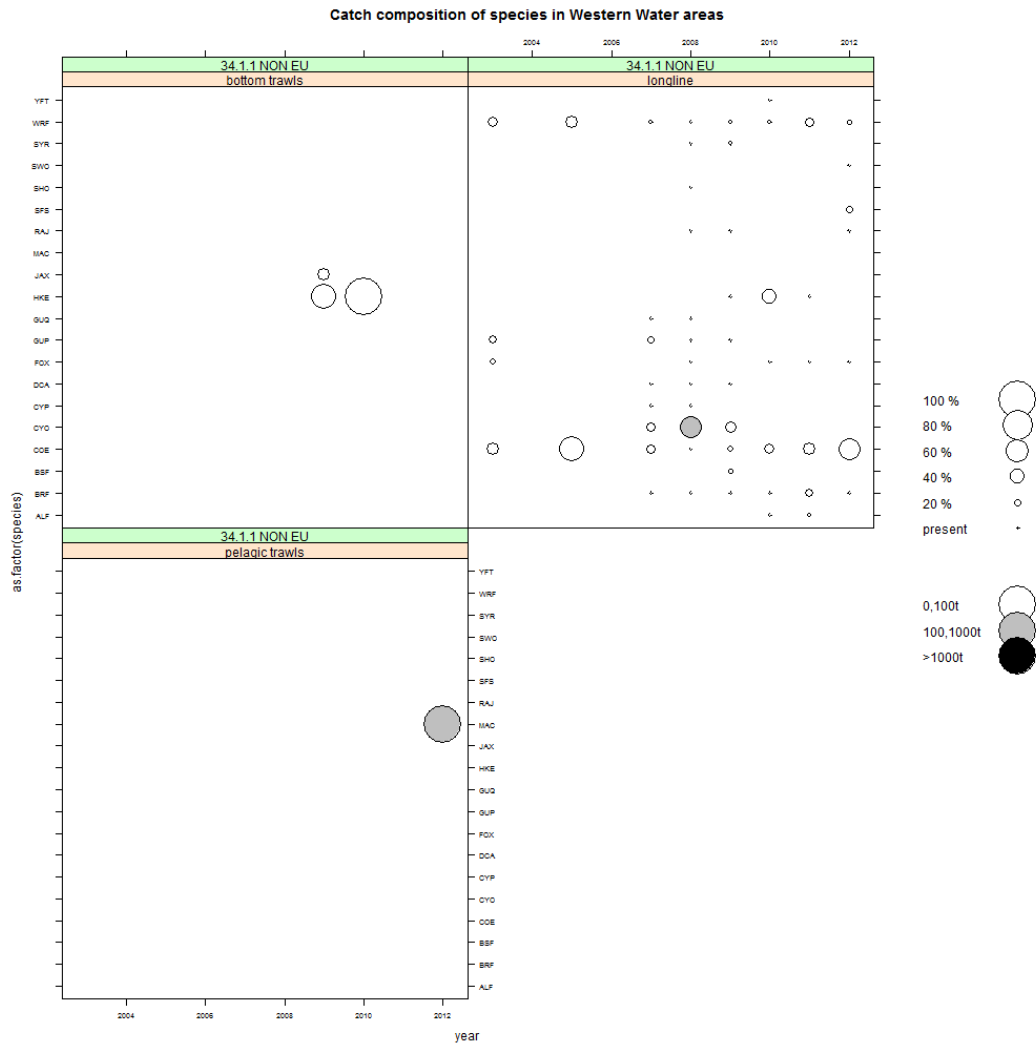 Catch composition of species in Western Water areas
2004 2006 2008 2010 2012
34.1.1 NON EU 34.1.1 NON EU
bottom trawls longline
YFT
WRF
SYR
SWO
SHO
SFS
RAJ
MAC
JAX
HKE
GUQ
GUP
FOX
DCA
CYP
CYO
COE
BSF
BRF
ALF
34.1.1 NON EU
pelagic trawls
YFT
WRF
SYR
SWO
SHO
SFS
RAJ
MAC
JAX
HKE
GUQ
GUP
FOX
DCA
CYP
CYO
COE
BSF
BRF
ALF
2004 2006 2008 2010 2012
year
as.factor(species)
100 %
80 %
60 %
40 %
20 %
present
0,100t
100,1000t
>1000t